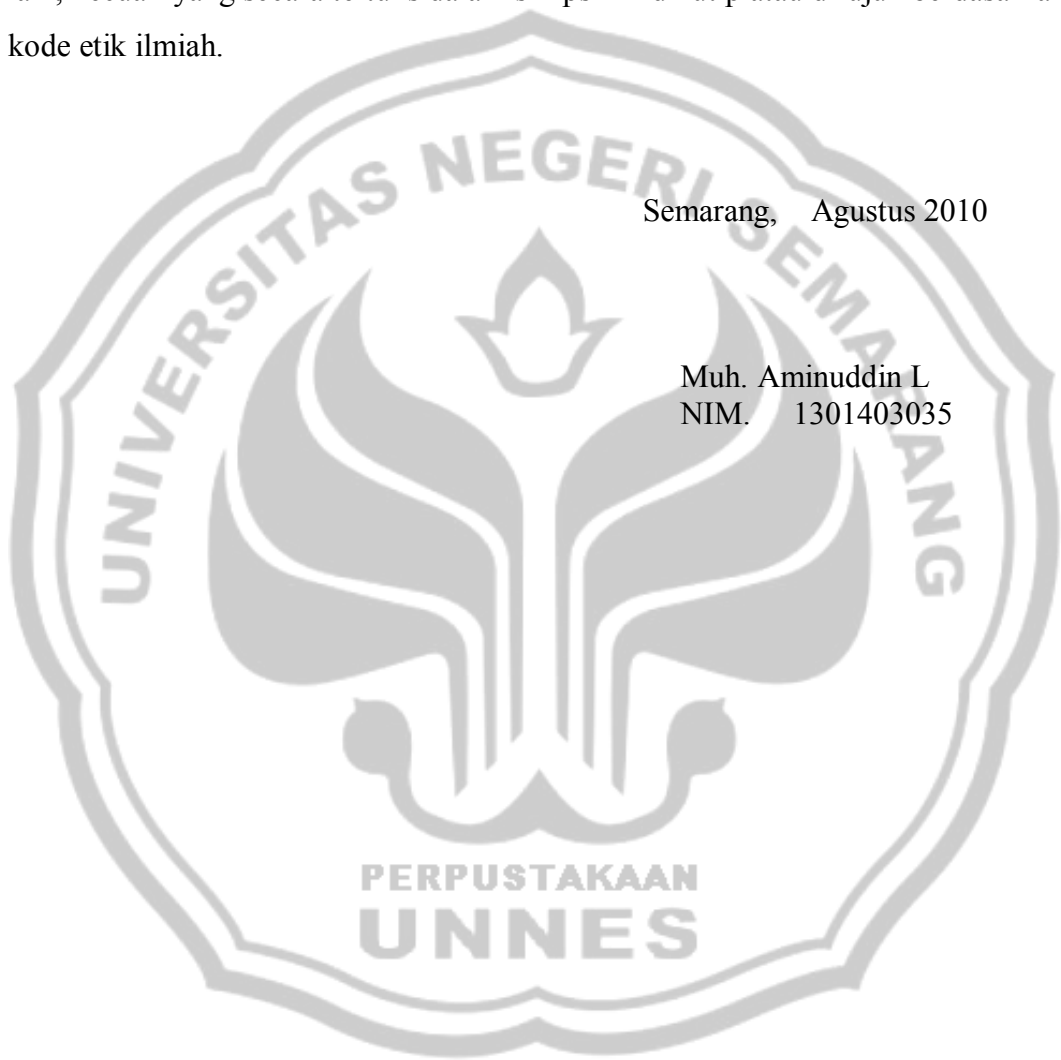 kode etik ilmiah.
UNIVERSITAS NEGERI SEMARANG
Semarang, Agustus 2010
Muh. Aminuddin L
NIM. 1301403035
PERPUSTAKAAN
UNNES